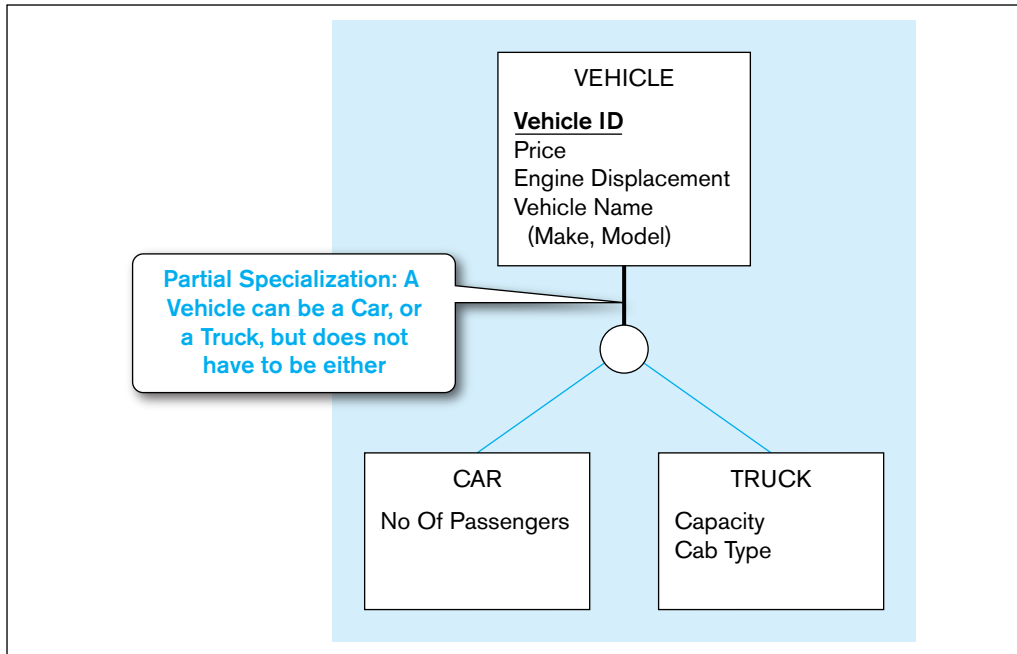 VEHICLE
Vehicle ID
Price
Engine Displacement
Vehicle Name
(Make, Model)
Partial Specialization: A
Vehicle can be a Car, or
a Truck, but does not
have to be either
CAR
No Of Passengers
TRUCK
Capacity
Cab Type